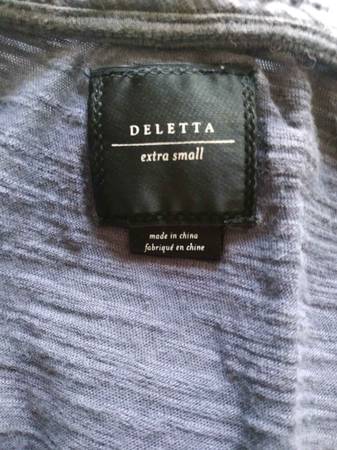 DELETTA
extra small
made in china
fabriqué en chine